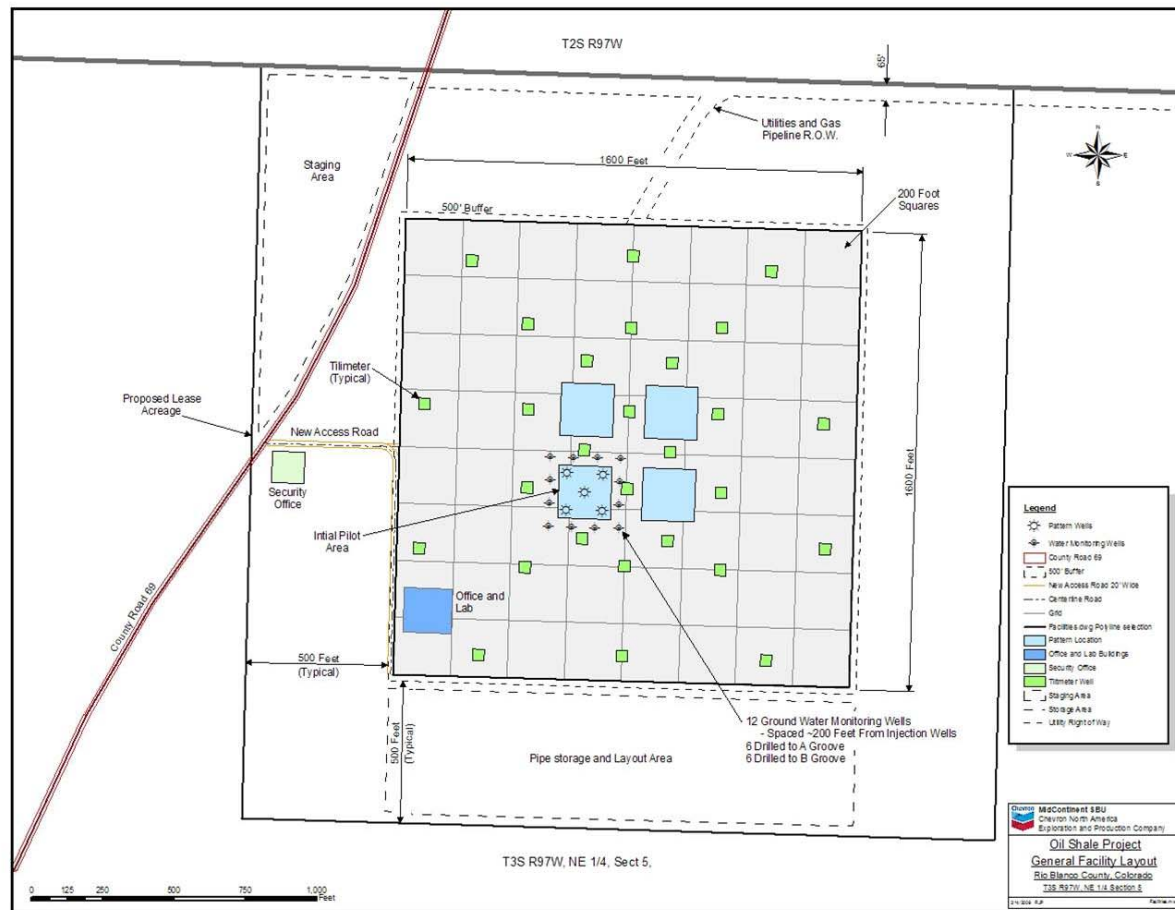 T2S R97W
65'
Utilities and Gas
Pipeline R.O.W.
N
W
E
S
Staging
Area
1600 Feet
200 Foot
Squares
500' Buffer
Tilimeter
(Typical)
Proposed Lease
Acreage
New Access Road
Security
Office
1600 Feet
Intial Pilot
Area
County Road 69
Office and
Lab
500 Feet
(Typical)
500 Feet
(Typical)
12 Ground Water Monitoring Wells
- Spaced ~200 Feet From Injection Wells
6 Drilled to A Groove
6 Drilled to B Groove
Pipe storage and Layout Area
T3S R97W, NE 1/4, Sect 5,
0 125 250 500 750 1,000
Feet
Legend
Pattern Wells
Water Monitoring Wells
County Road 69
500' Buffer
New Access Road 20' Wide
Centerline Road
Grid
Facilities.dwg Polyline selection
Pattern Location
Office and Lab Buildings
Security Office
Tiltmeter Well
Staging Area
Storage Area
Utility Right of Way
Chevron
MidContinent SBU
Chevron North America
Exploration and Production Company
Oil Shale Project
General Facility Layout
Rio Blanco County, Colorado
T3S R97W, NE 1/4 Section 5